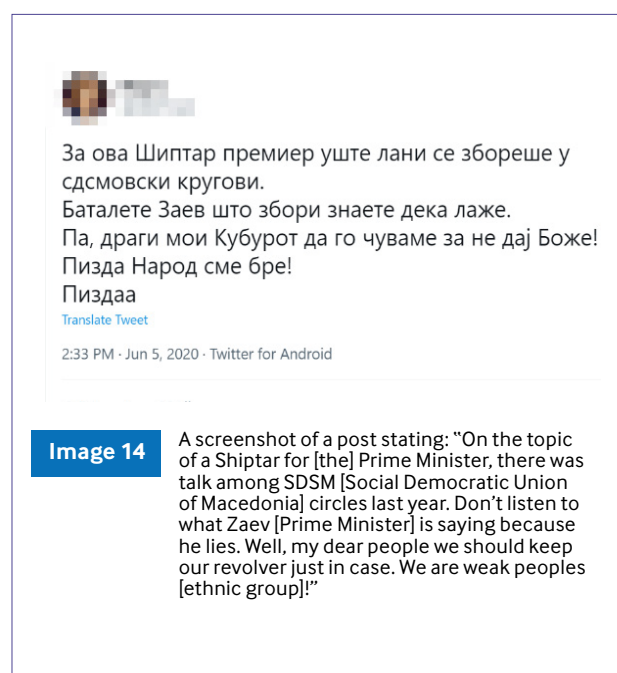 За ова Шиптар премиер уште лани се збореше у
сдсмовски кругови.
Баталете Заев што збори знаете дека лаже.
Па, драги мои Кубурот да го чуваме за не дај Боже!
Пизда Народ сме бре!
Пиздаа
Translate Tweet
2:33 PM · Jun 5, 2020 · Twitter for Android
Image 14
A screenshot of a post stating: “On the topic
of a Shiptar for [the] Prime Minister, there was
talk among SDSM [Social Democratic Union
of Macedonia] circles last year. Don’t listen to
what Zaev [Prime Minister] is saying because
he lies. Well, my dear people we should keep
our revolver just in case. We are weak peoples
[ethnic group]!”